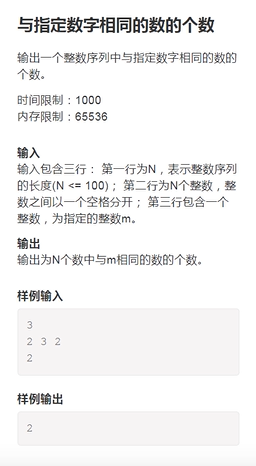 与指定数字相同的数的个数
输出一个整数序列中与指定数字相同的数的
个数。
时间限制：1000
内存限制：65536
输入
输入包含三行： 第一行为N，表示整数序列
的长度(N <= 100)； 第二行为N个整数，整
数之间以一个空格分开； 第三行包含一个
整数，为指定的整数m。
输出
输出为N个数中与m相同的数的个数。
样例输入
3
2 3 2
2
样例输出
2